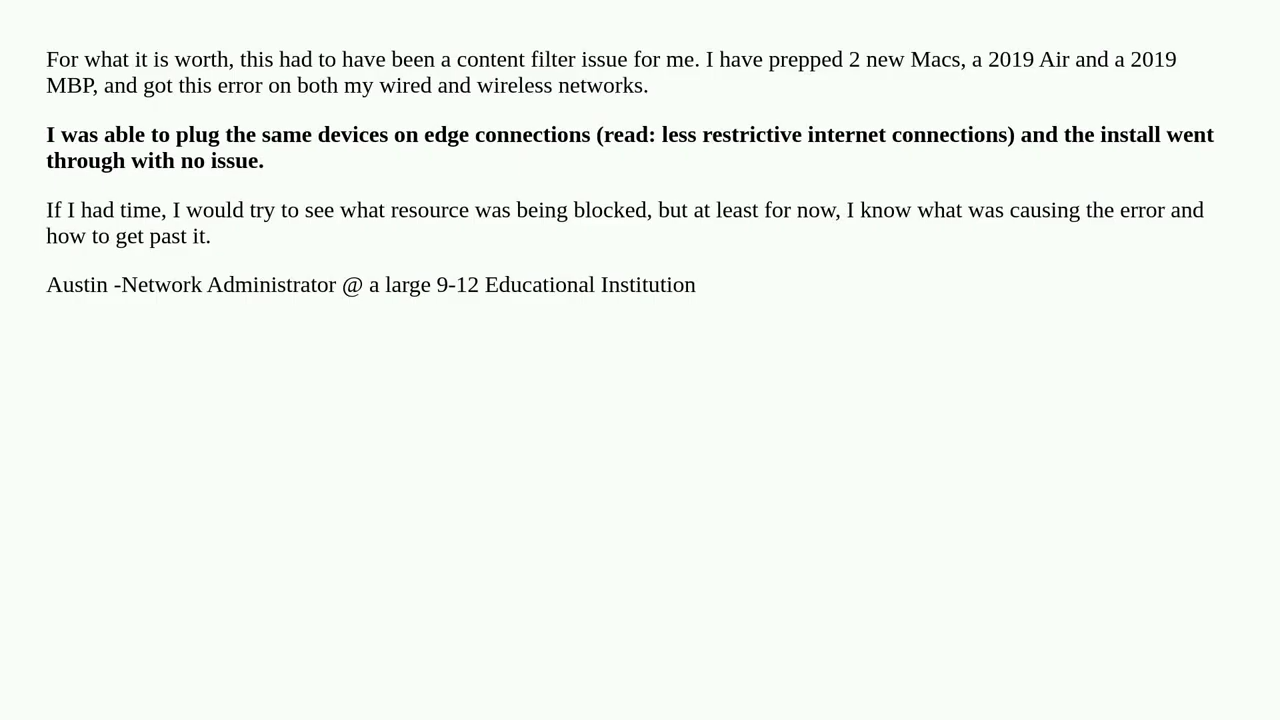 For what it is worth, this had to have been a content filter issue for me. I have prepped 2 new Macs, a 2019 Air and a 2019
MBP, and got this error on both my wired and wireless networks.
I was able to plug the same devices on edge connections (read: less restrictive internet connections) and the install went
through with no issue.
If I had time, I would try to see what resource was being blocked, but at least for now, I know what was causing the error and
how to get past it.
Austin -Network Administrator @ a large 9-12 Educational Institution